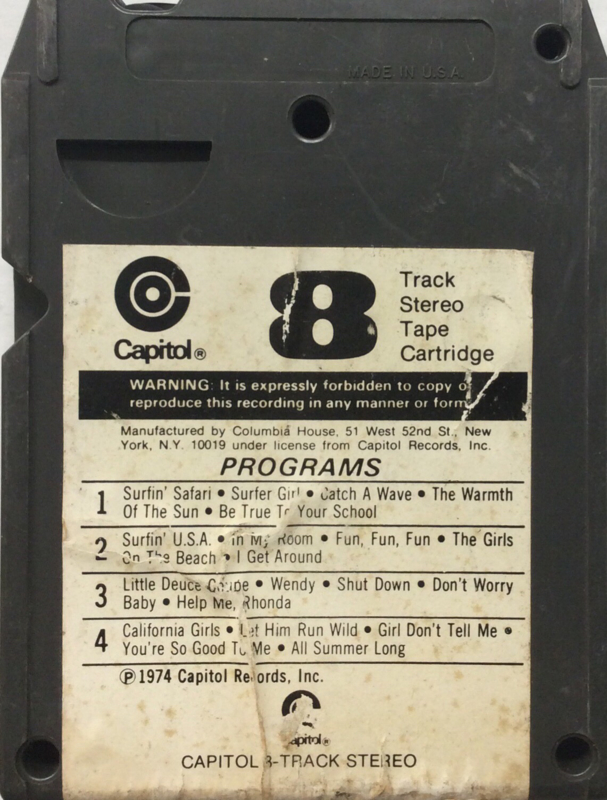 MADE IN U.S.A.
Capitol®
8
Track
Stereo
Tape
Cartridge
WARNING: It is expressly forbidden to copy or
reproduce this recording in any manner or form.
Manufactured by Columbia House, 51 West 52nd St., New
York, N.Y. 10019 under license from Capitol Records, Inc.
PROGRAMS
1 Surfin' Safari • Surfer Girl • Catch A Wave • The Warmth
Of The Sun • Be True To Your School
2 Surfin' U.S.A. • In My Room • Fun, Fun, Fun • The Girls
On The Beach • I Get Around
3 Little Deuce Coupe • Wendy • Shut Down • Don't Worry
Baby • Help Me, Rhonda
4 California Girls • Let Him Run Wild • Girl Don't Tell Me •
You're So Good To Me • All Summer Long
℗1974 Capitol Records, Inc.
Capitol®
CAPITOL 8-TRACK STEREO